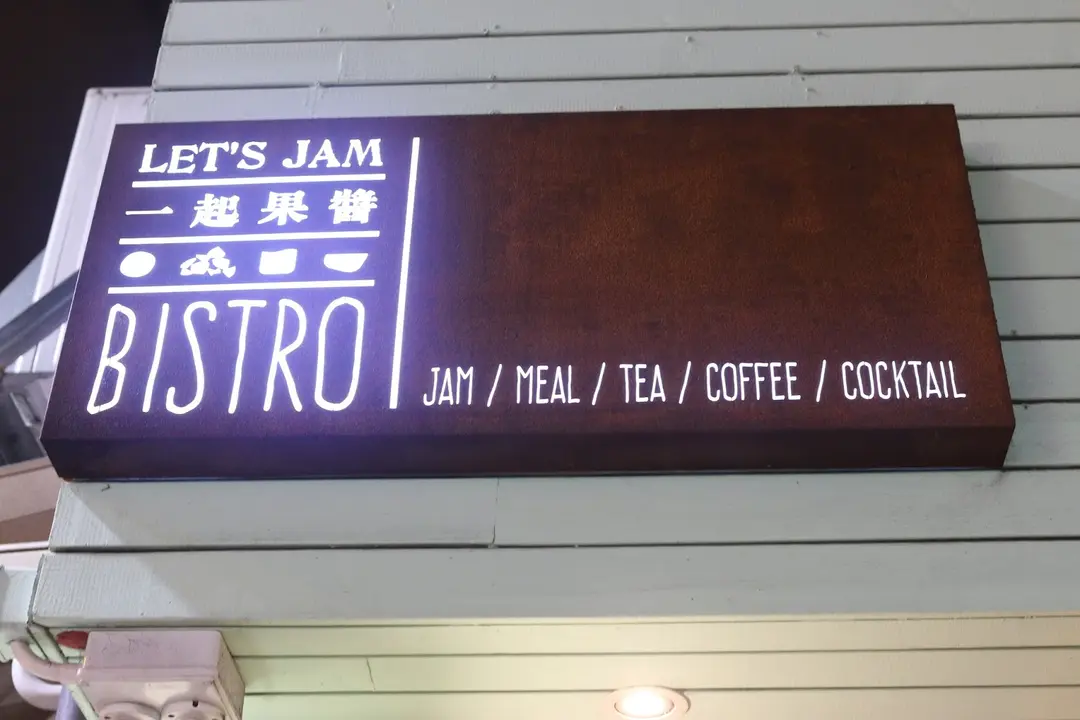 LET'S JAM
一起果醬
BISTRO
JAM / MEAL / TEA / COFFEE / COCKTAIL